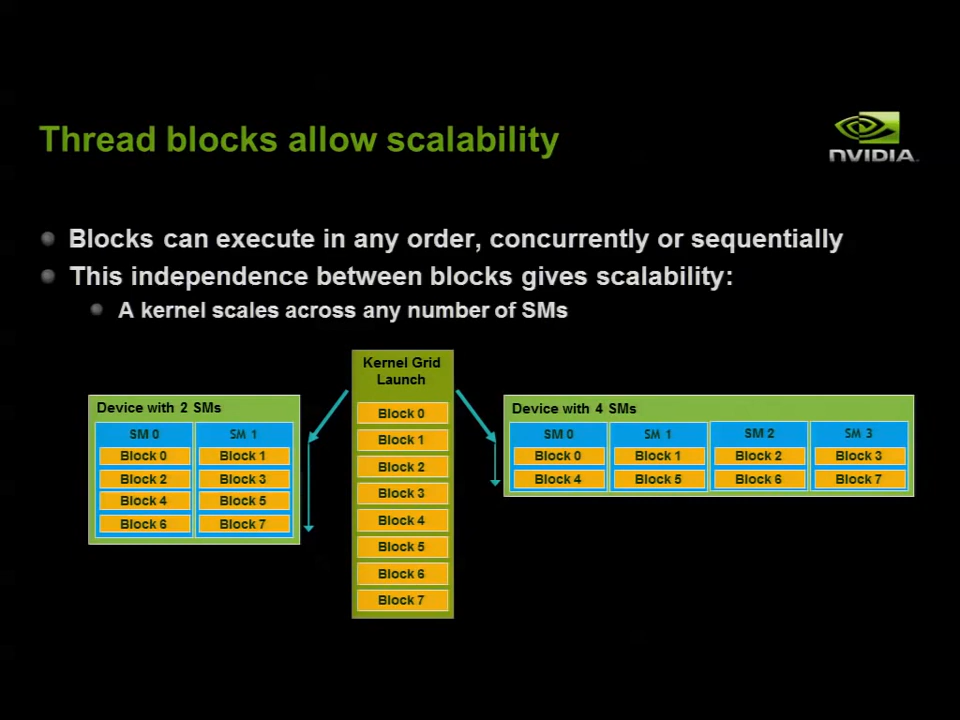 Thread blocks allow scalability
NVIDIA
Blocks can execute in any order, concurrently or sequentially
This independence between blocks gives scalability:
A kernel scales across any number of SMs
Kernel Grid
Launch
Block 0
Block 1
Block 2
Block 3
Block 4
Block 5
Block 6
Block 7
Device with 2 SMs
SM 0 SM 1
Block 0 Block 1
Block 2 Block 3
Block 4 Block 5
Block 6 Block 7
Device with 4 SMs
SM 0 SM 1 SM 2 SM 3
Block 0 Block 1 Block 2 Block 3
Block 4 Block 5 Block 6 Block 7